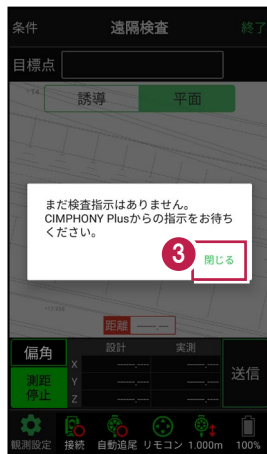 条件 遠隔検査 終了
目標点
誘導 平面
まだ検査指示はありません。
CIMPHONY Plusからの指示をお待ち
ください。
3 閉じる
距離 -----.---
偏角 設計 実測
X -----.--- -----.---
測距 Y -----.--- -----.--- 送信
停止 Z -----.--- -----.---
観測設定 接続 自動追尾 リモコン 1.000m 100%